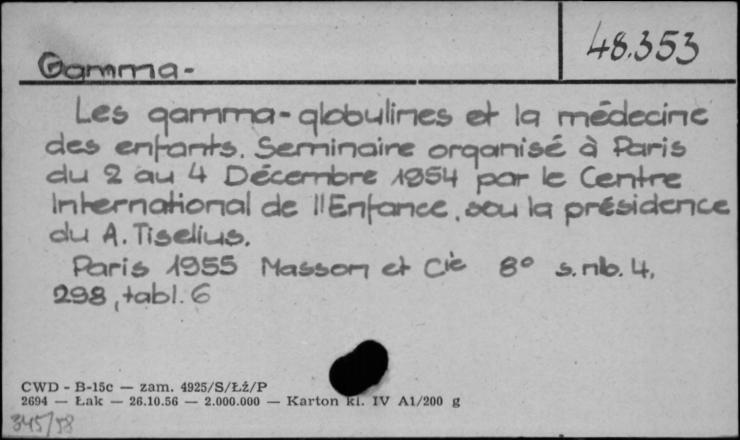 Gamma-
48.353
Les gamma-globulines et la médecine
des enfants. Seminaire organisé à Paris
du 2 au 4 Décembre 1954 par le Centre
International de l'Enfance, sou la présidence
du A. Tiselius.
Paris 1955 Masson et Cie 8° s. nlb. 4,
298, tabl. 6
CWD - B-15c — zam. 4925/S/Łż/P
2694 — Łak — 26.10.56 — 2.000.000 — Karton kl. IV A1/200 g
345/58